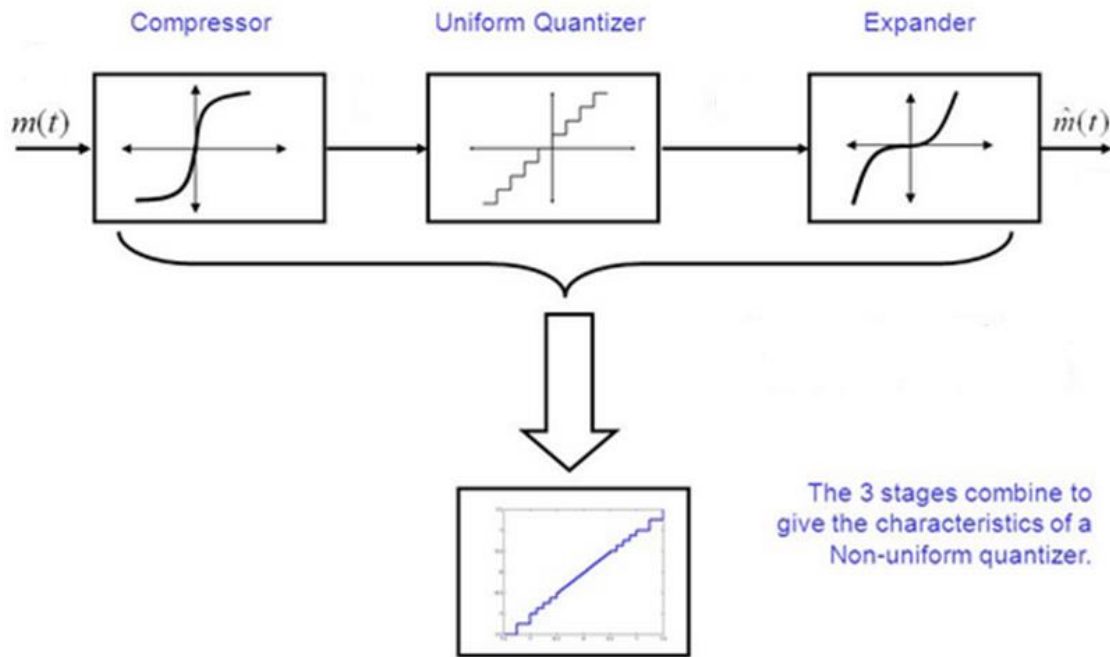 Compressor
Uniform Quantizer
Expander
m(t)
m̂(t)
The 3 stages combine to
give the characteristics of a
Non-uniform quantizer.